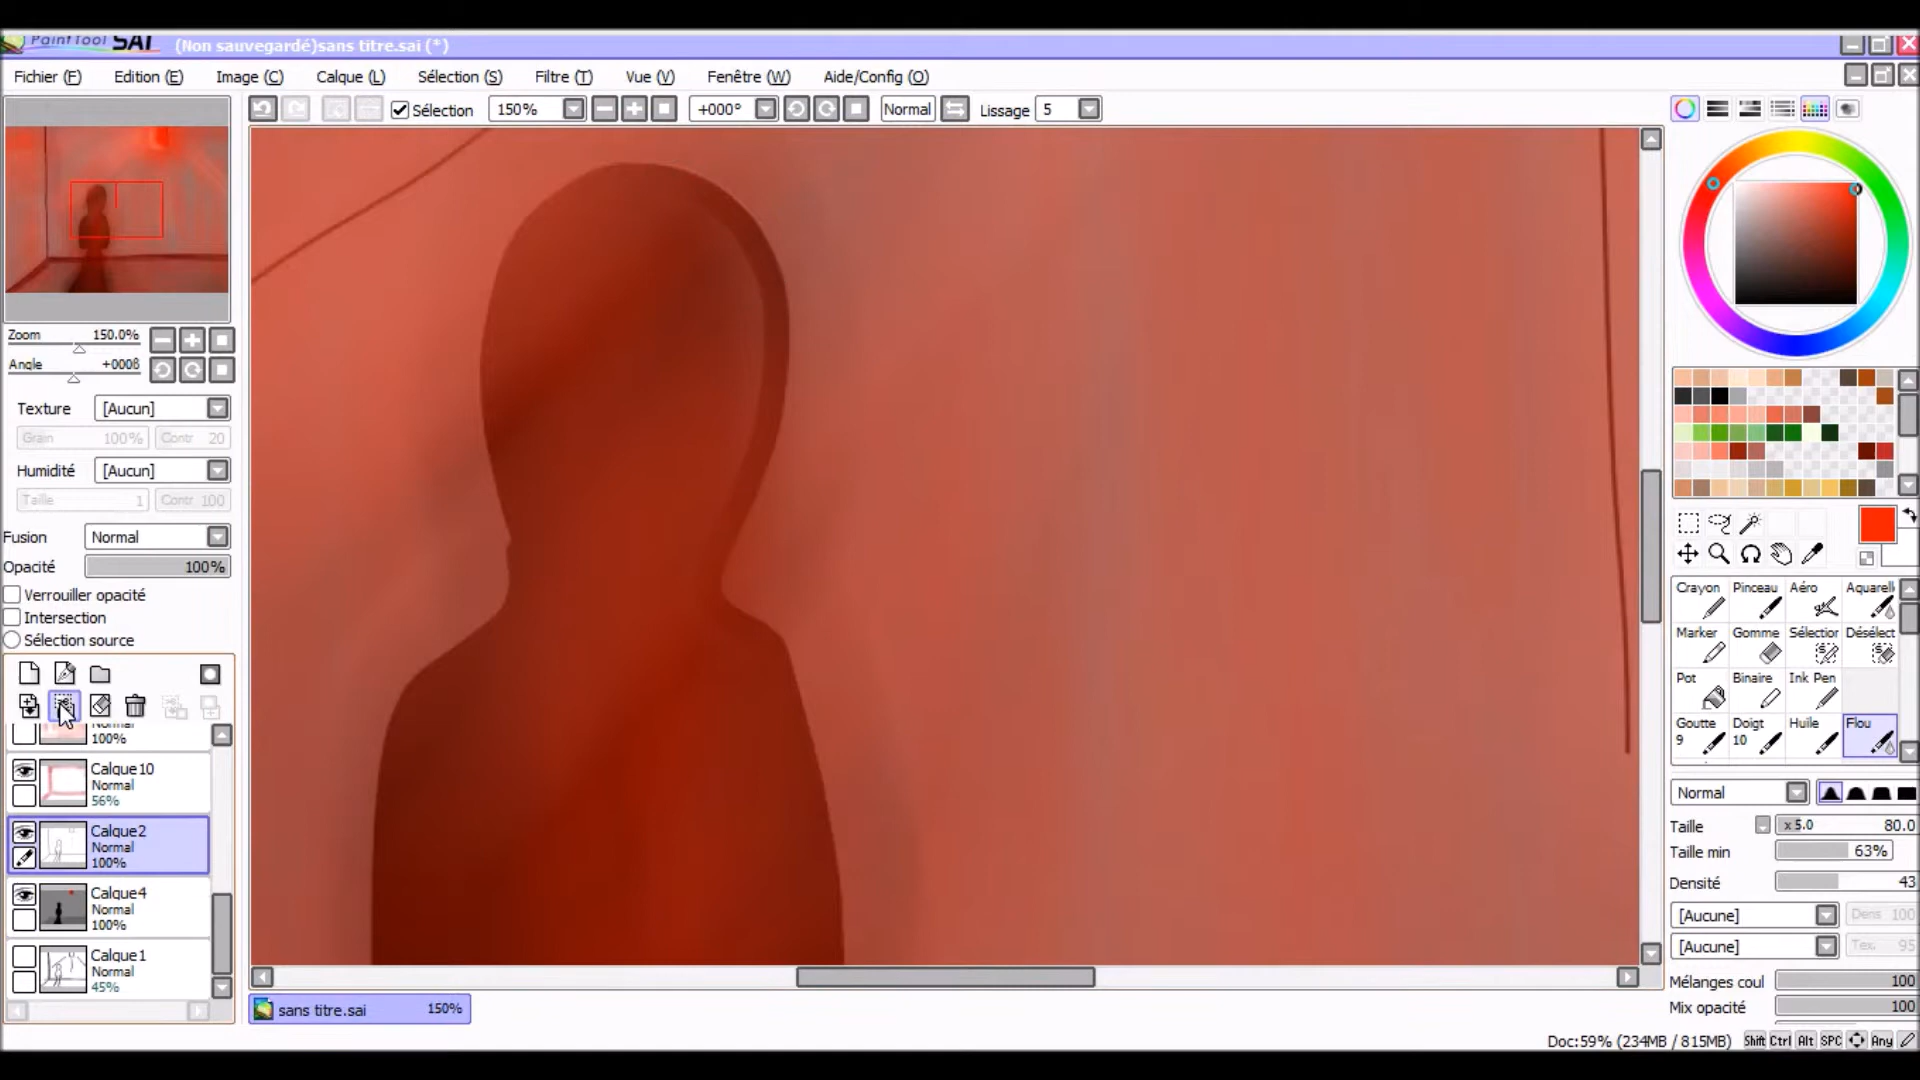 PaintTool SAI (Non sauvegardé)sans titre.sai (*)
Fichier (F) Edition (E) Image (C) Calque (L) Sélection (S) Filtre (T) Vue (V) Fenêtre (W) Aide/Config (O)
Sélection 150% +000° Normal Lissage 5
Zoom 150.0%
Angle +000ß
Texture [Aucun]
Grain 100% Contr 20
Humidité [Aucun]
Taille 1 Contr 100
Fusion Normal
Opacité 100%
Verrouiller opacité
Intersection
Sélection source
Normal
100%
Calque10
Normal
56%
Calque2
Normal
100%
Calque4
Normal
100%
Calque1
Normal
45%
sans titre.sai 150%
Crayon Pinceau Aéro Aquarell
Marker Gomme Sélectior Désélect
Pot Binaire Ink Pen
Goutte Doigt Huile Flou
9 10
Normal
Taille x 5.0 80.0
Taille min 63%
Densité 43
[Aucune] Dens 100
[Aucune] Tex. 95
Mélanges coul 100
Mix opacité 100
Doc:59% (234MB / 815MB) Shift Ctrl Alt SPC Any